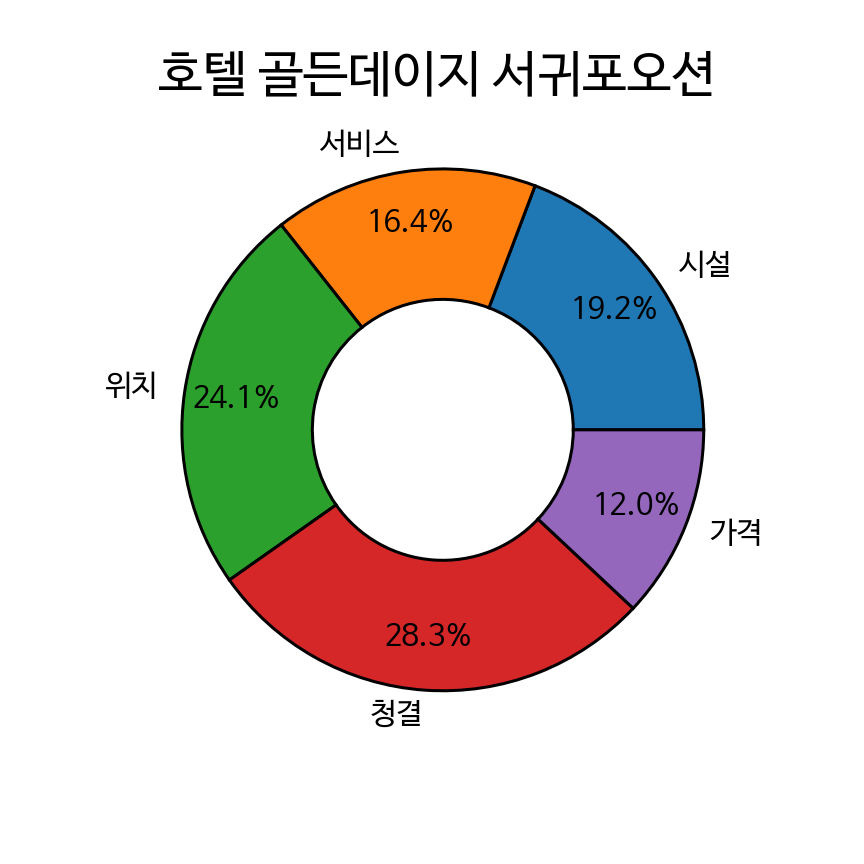 호텔 골든데이지 서귀포오션
서비스
16.4%
시설
19.2%
위치
24.1%
12.0%
가격
28.3%
청결